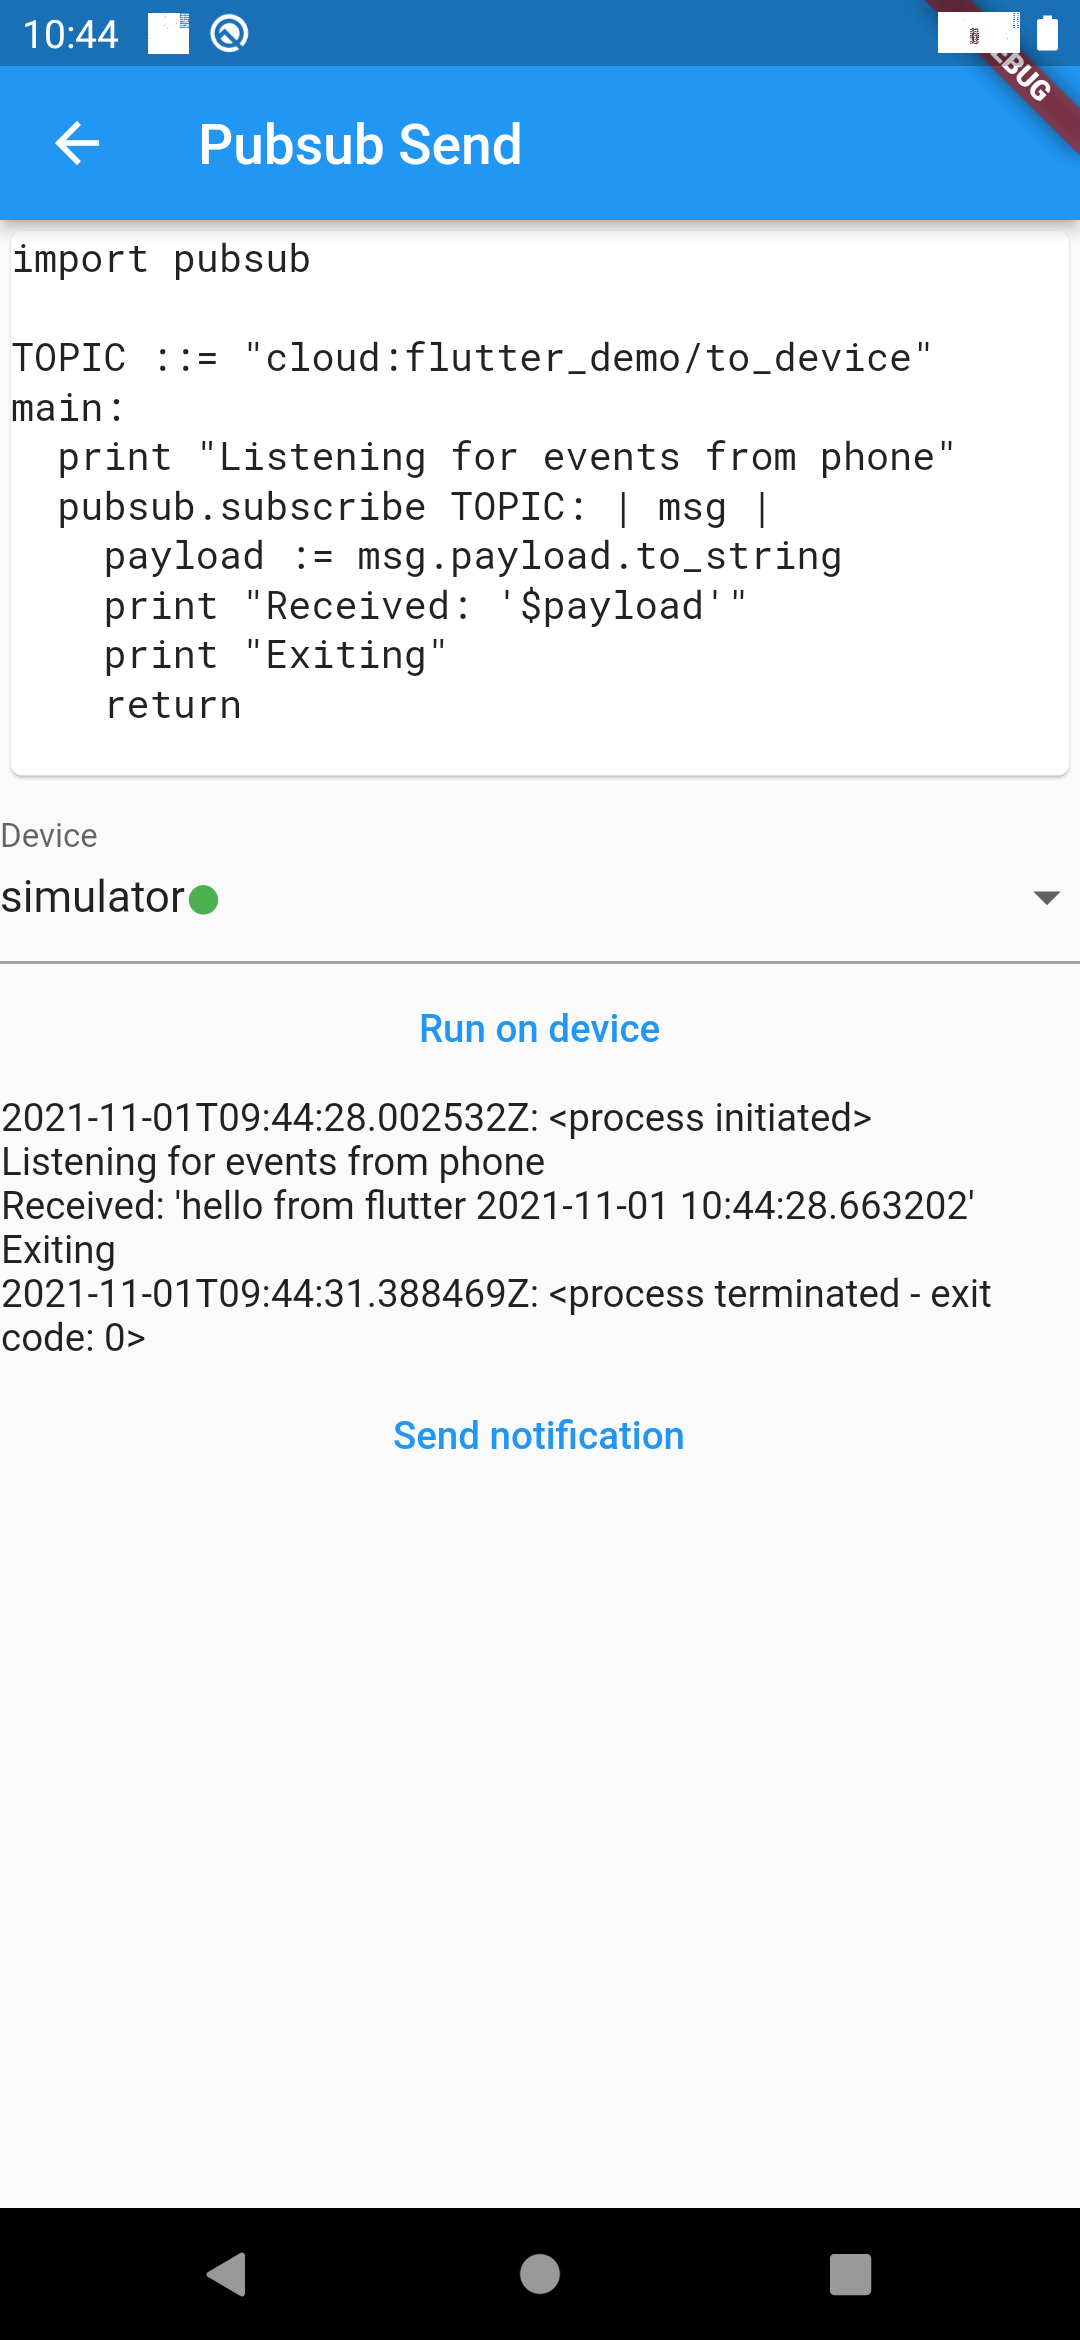 10:44
EBUG
Pubsub Send
import pubsub
TOPIC ::= "cloud:flutter_demo/to_device"
main:
  print "Listening for events from phone"
  pubsub.subscribe TOPIC: | msg |
    payload := msg.payload.to_string
    print "Received: '$payload'"
    print "Exiting"
    return
Device
simulator
Run on device
2021-11-01T09:44:28.002532Z: <process initiated>
Listening for events from phone
Received: 'hello from flutter 2021-11-01 10:44:28.663202'
Exiting
2021-11-01T09:44:31.388469Z: <process terminated - exit
code: 0>
Send notification